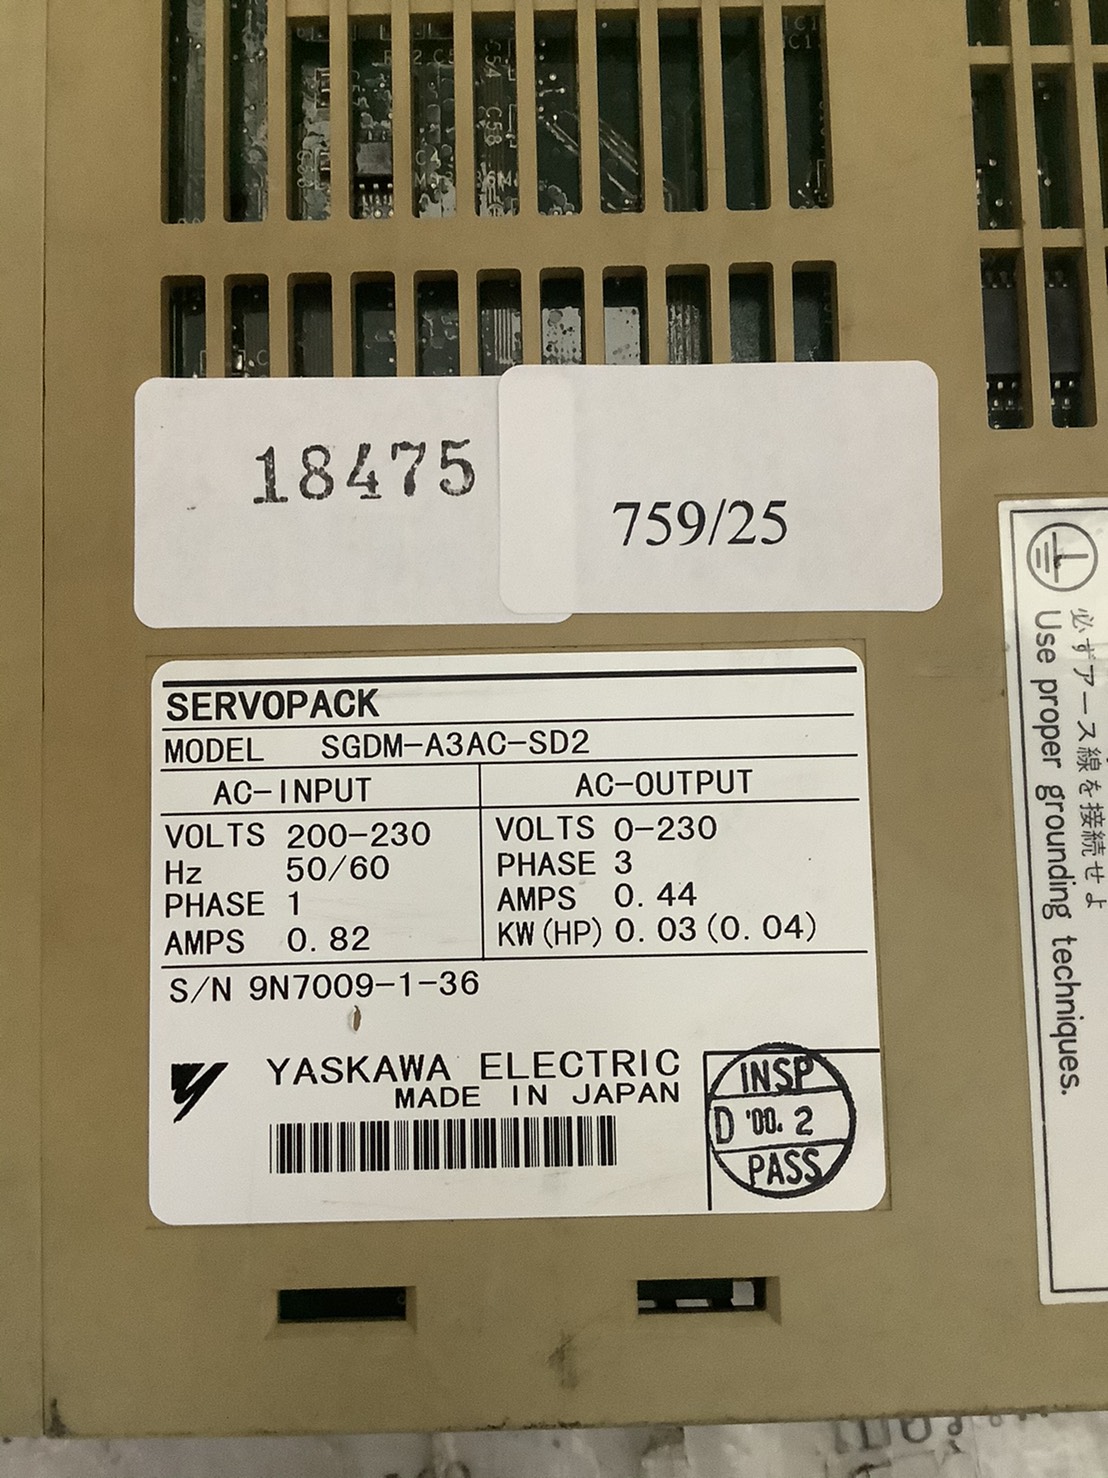 C54
C58
18475
759/25
SERVOPACK
MODEL SGDM-A3AC-SD2
AC-INPUT AC-OUTPUT
VOLTS 200-230 VOLTS 0-230
Hz 50/60 PHASE 3
PHASE 1 AMPS 0.44
AMPS 0.82 KW(HP) 0.03(0.04)
S/N 9N7009-1-36
YASKAWA ELECTRIC
MADE IN JAPAN
INSP
D '00.2
PASS
必ずアース線を接続せよ
Use proper grounding techniques.